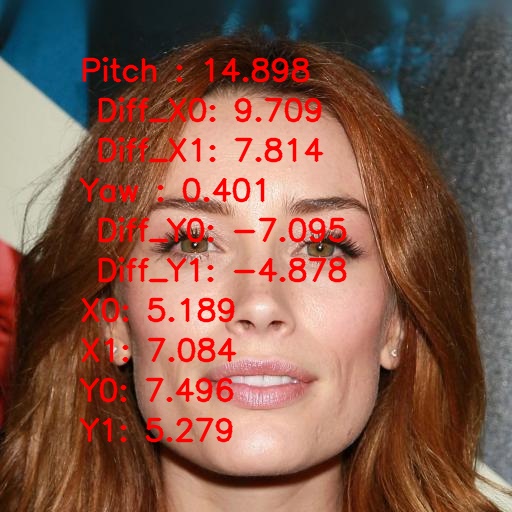 Pitch : 14.898
Diff_X0: 9.709
Diff_X1: 7.814
Yaw : 0.401
Diff_Y0: -7.095
Diff_Y1: -4.878
X0: 5.189
X1: 7.084
Y0: 7.496
Y1: 5.279